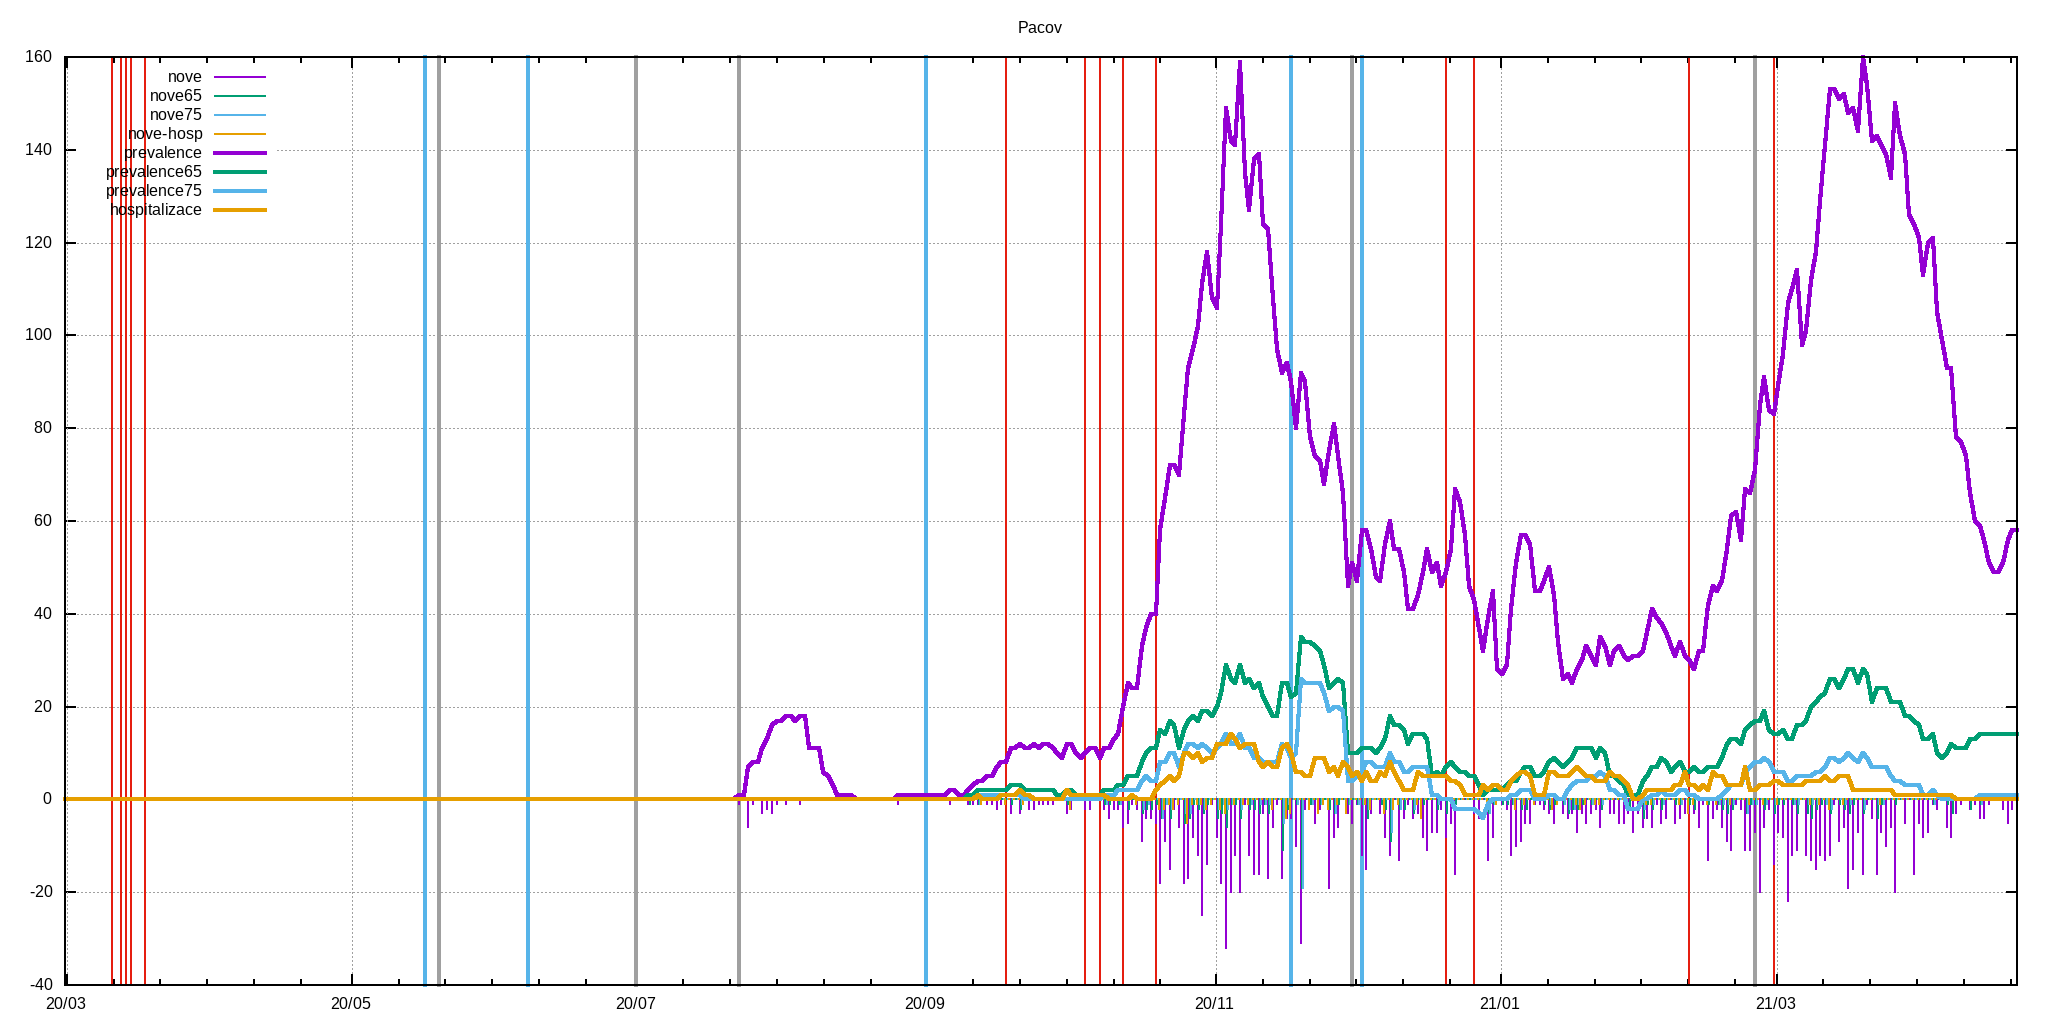 Pacov
160
140
120
100
80
60
40
20
0
-20
-40
nove
nove65
nove75
nove-hosp
prevalence
prevalence65
prevalence75
hospitalizace
20/03 20/05 20/07 20/09 20/11 21/01 21/03